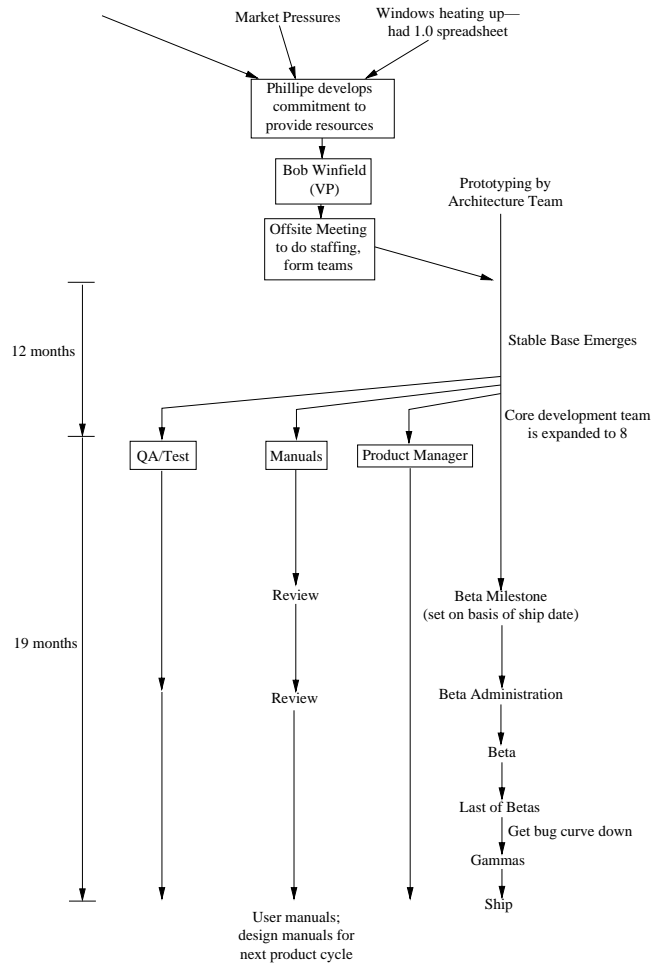 Market Pressures
Windows heating up—
had 1.0 spreadsheet
Phillipe develops
commitment to
provide resources
Bob Winfield
(VP)
Prototyping by
Architecture Team
Offsite Meeting
to do staffing,
form teams
12 months
Stable Base Emerges
Core development team
is expanded to 8
QA/Test
Manuals
Product Manager
Review
Beta Milestone
(set on basis of ship date)
19 months
Review
Beta Administration
Beta
Last of Betas
Get bug curve down
Gammas
Ship
User manuals;
design manuals for
next product cycle